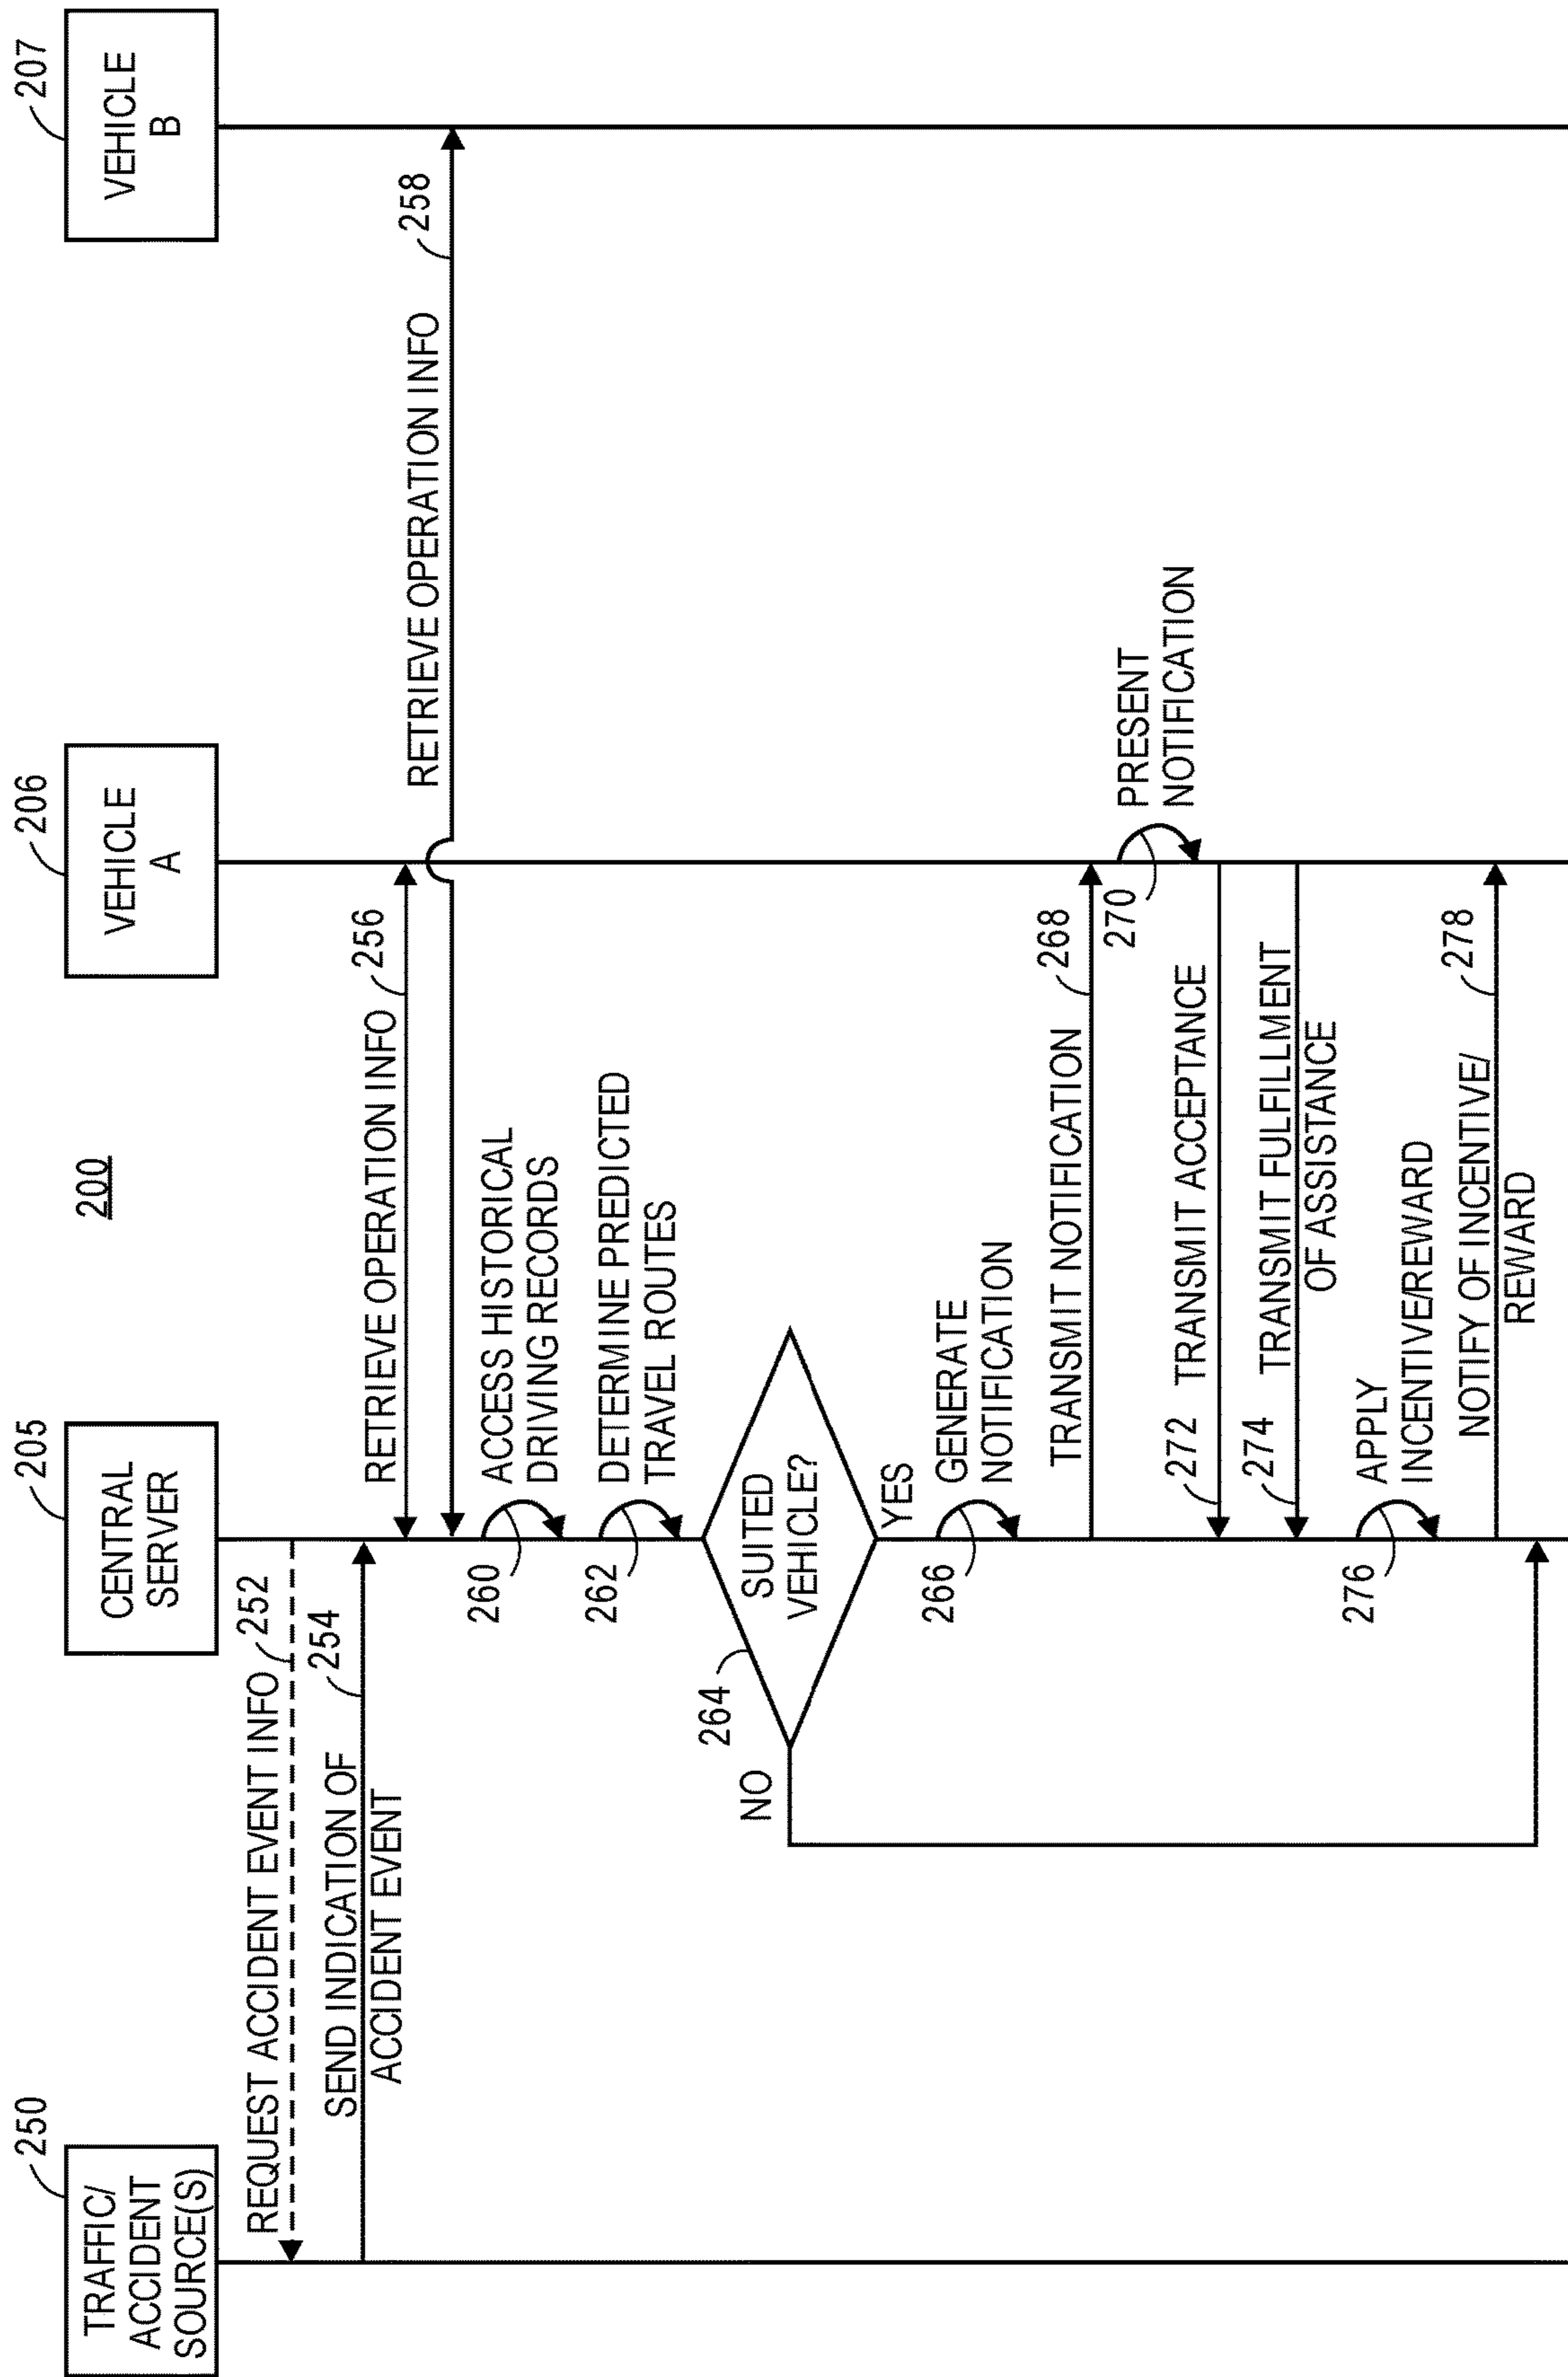 200
250
TRAFFIC/
ACCIDENT
SOURCE(S)
205
CENTRAL
SERVER
206
VEHICLE
A
207
VEHICLE
B
REQUEST ACCIDENT EVENT INFO
252
SEND INDICATION OF
ACCIDENT EVENT
254
RETRIEVE OPERATION INFO
256
RETRIEVE OPERATION INFO
258
260
ACCESS HISTORICAL
DRIVING RECORDS
262
DETERMINE PREDICTED
TRAVEL ROUTES
264
SUITED
VEHICLE?
NO
YES
266
GENERATE
NOTIFICATION
TRANSMIT NOTIFICATION
268
270
PRESENT
NOTIFICATION
272
TRANSMIT ACCEPTANCE
274
TRANSMIT FULFILLMENT
OF ASSISTANCE
276
APPLY
INCENTIVE/REWARD
NOTIFY OF INCENTIVE/
REWARD
278